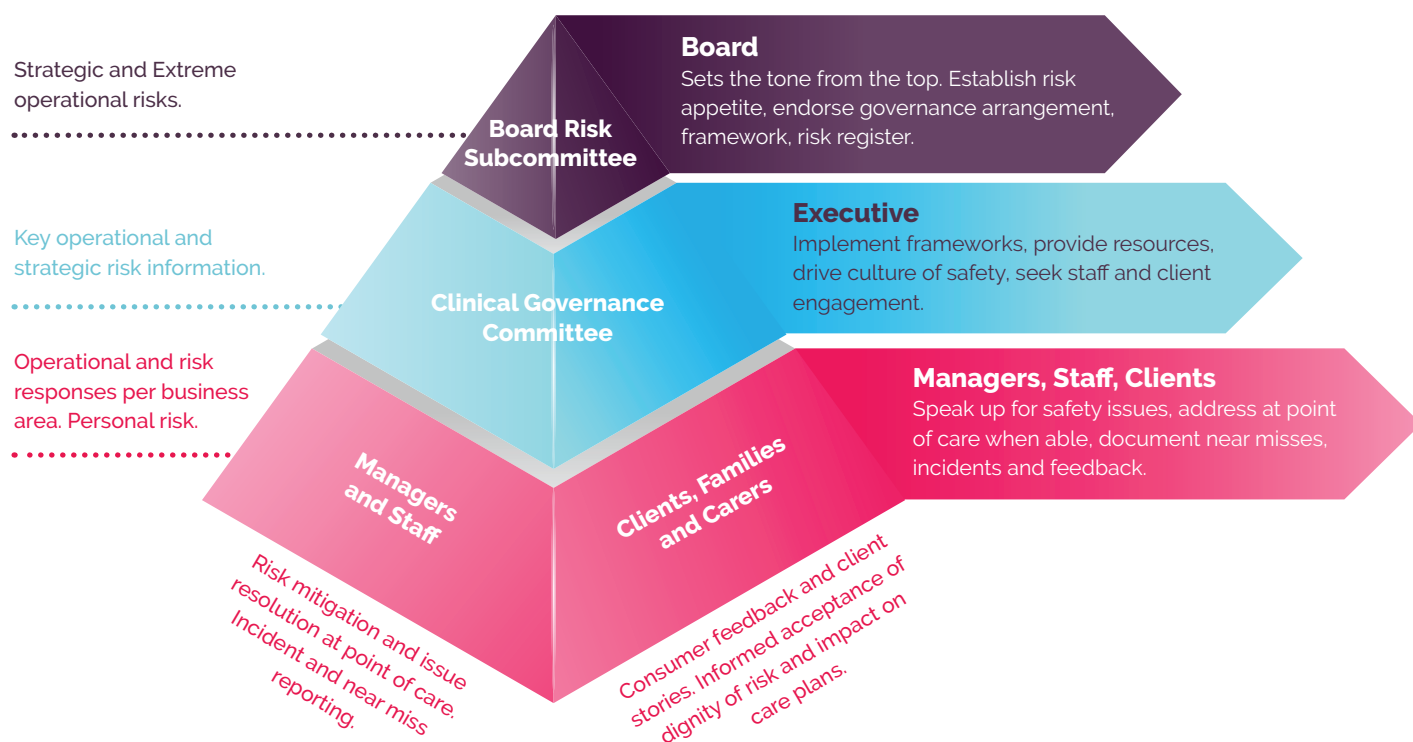 Strategic and Extreme
operational risks.
Board Risk
Subcommittee
Board
Sets the tone from the top. Establish risk
appetite, endorse governance arrangement,
framework, risk register.
Key operational and
strategic risk information.
Clinical Governance
Committee
Executive
Implement frameworks, provide resources,
drive culture of safety, seek staff and client
engagement.
Operational and risk
responses per business
area. Personal risk.
Managers
and Staff
Clients, Families
and Carers
Managers, Staff, Clients
Speak up for safety issues, address at point
of care when able, document near misses,
incidents and feedback.
Risk mitigation and issue
resolution at point of care.
Incident and near miss
reporting.
Consumer feedback and client
stories. Informed acceptance of
dignity of risk and impact on
care plans.